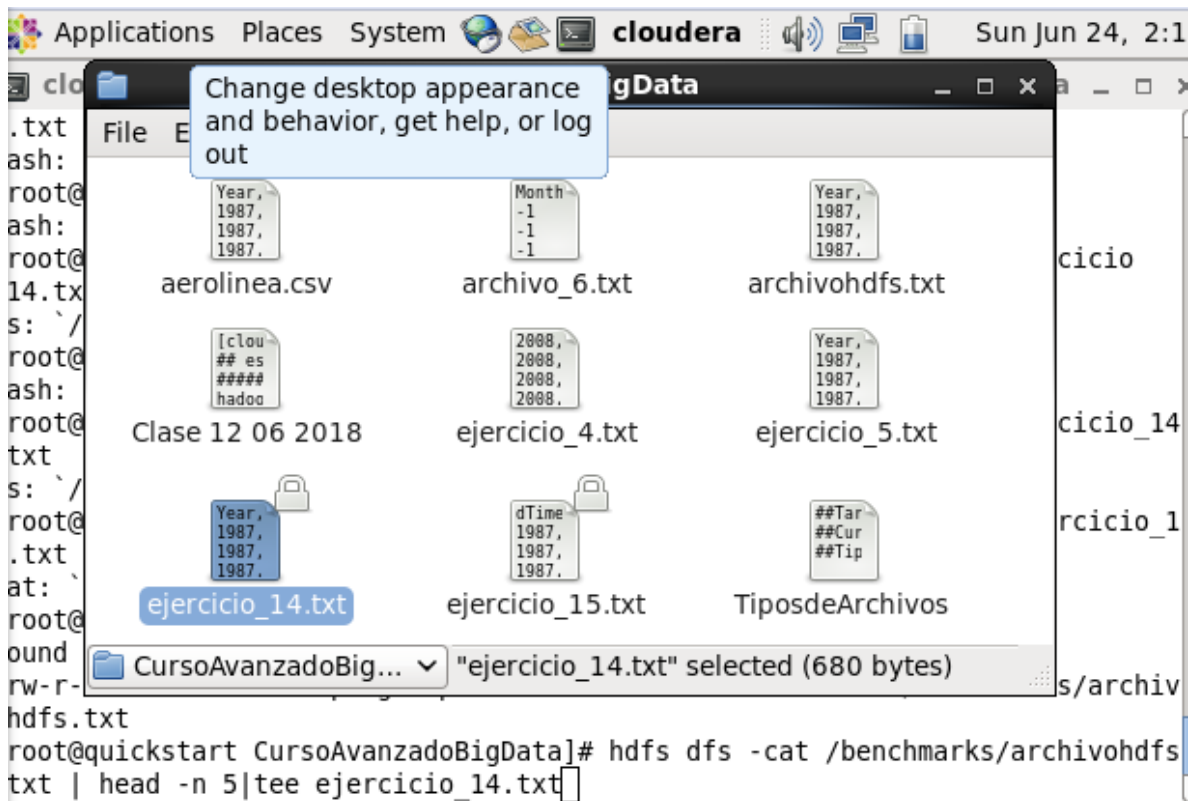 Applications Places System cloudera Sun Jun 24, 2:1
clo
gData
Change desktop appearance
and behavior, get help, or log
out
File E
.txt
ash:
root@
ash:
root@ cicio
14.tx
s: `/
root@
ash:
root@ cicio_14
txt
s: `/
root@ rcicio_1
.txt
at: `
root@
ound
rw-r- s/archiv
hdfs.txt
root@quickstart CursoAvanzadoBigData]# hdfs dfs -cat /benchmarks/archivohdfs
txt | head -n 5|tee ejercicio_14.txt
Year,
1987,
1987,
1987.
aerolinea.csv
Month
-1
-1
-1
archivo_6.txt
Year,
1987,
1987,
1987.
archivohdfs.txt
[clou
## es
#####
hadoo
Clase 12 06 2018
2008,
2008,
2008,
2008.
ejercicio_4.txt
Year,
1987,
1987,
1987.
ejercicio_5.txt
Year,
1987,
1987,
1987.
ejercicio_14.txt
dTime
1987,
1987,
1987.
ejercicio_15.txt
##Tar
##Cur
##Tip
TiposdeArchivos
CursoAvanzadoBig... "ejercicio_14.txt" selected (680 bytes)